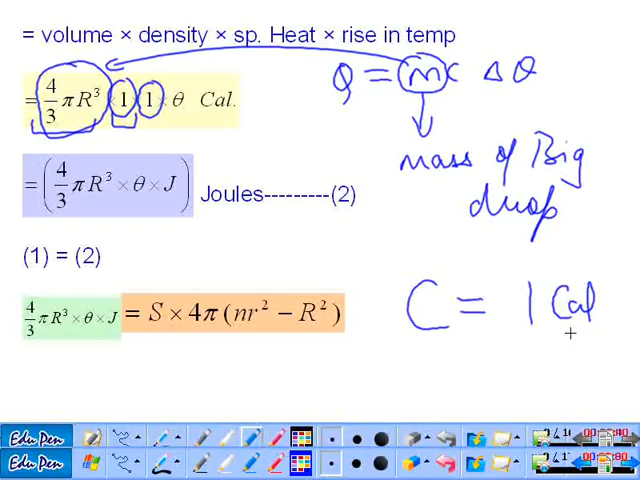 = volume × density × sp. Heat × rise in temp
Q = mc Δθ
= 4/3 πR³ × 1 × 1 × θ Cal.
mass of Big
drop
= (4/3 πR³ × θ × J) Joules---------(2)
(1) = (2)
C = 1 Cal
4/3 πR³ × θ × J = S × 4π(nr² − R²)
Edu Pen
Edu Pen